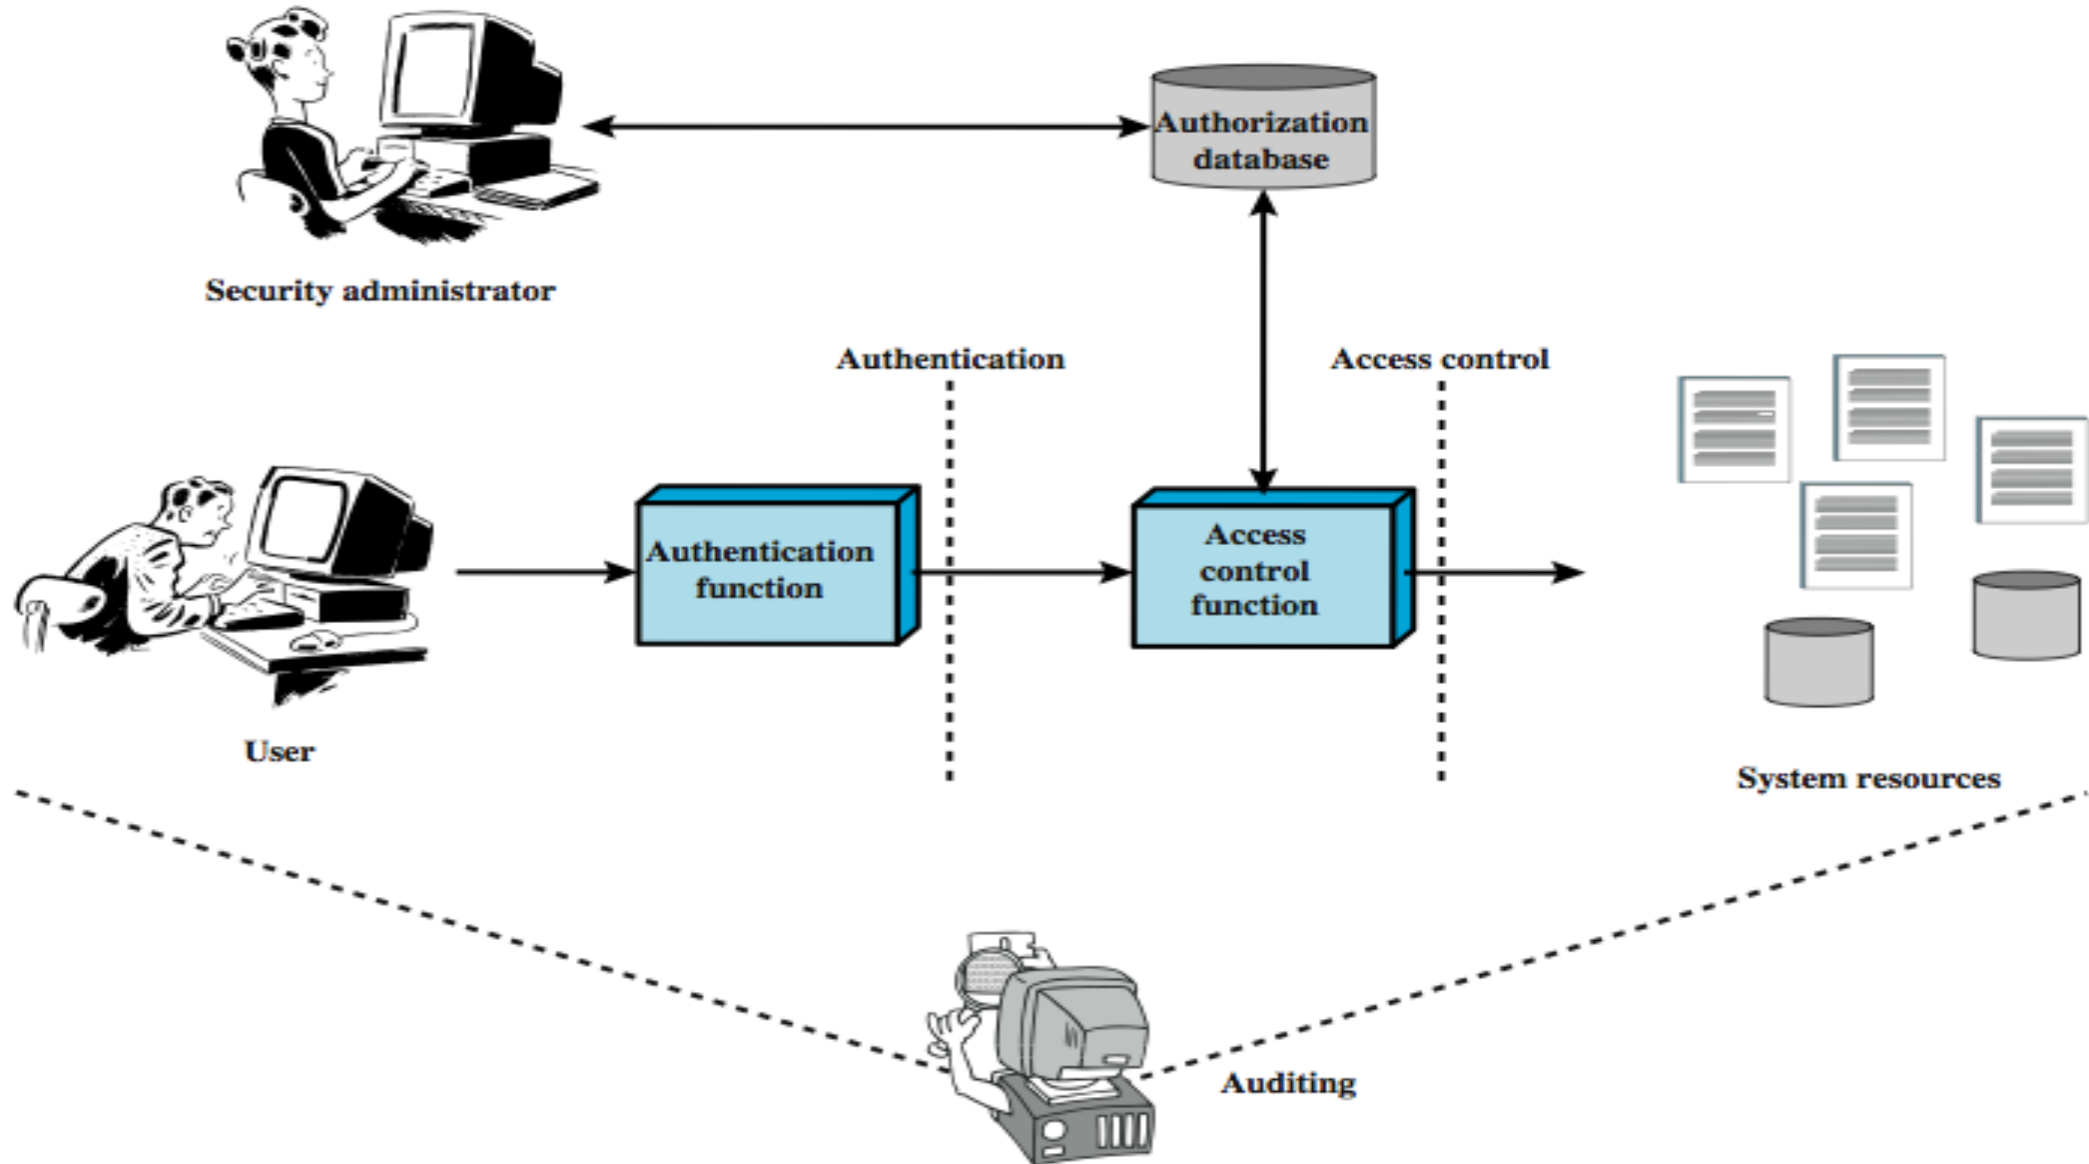 Authorization
database
Security administrator
Authentication
Access control
Authentication
function
Access
control
function
User
System resources
Auditing